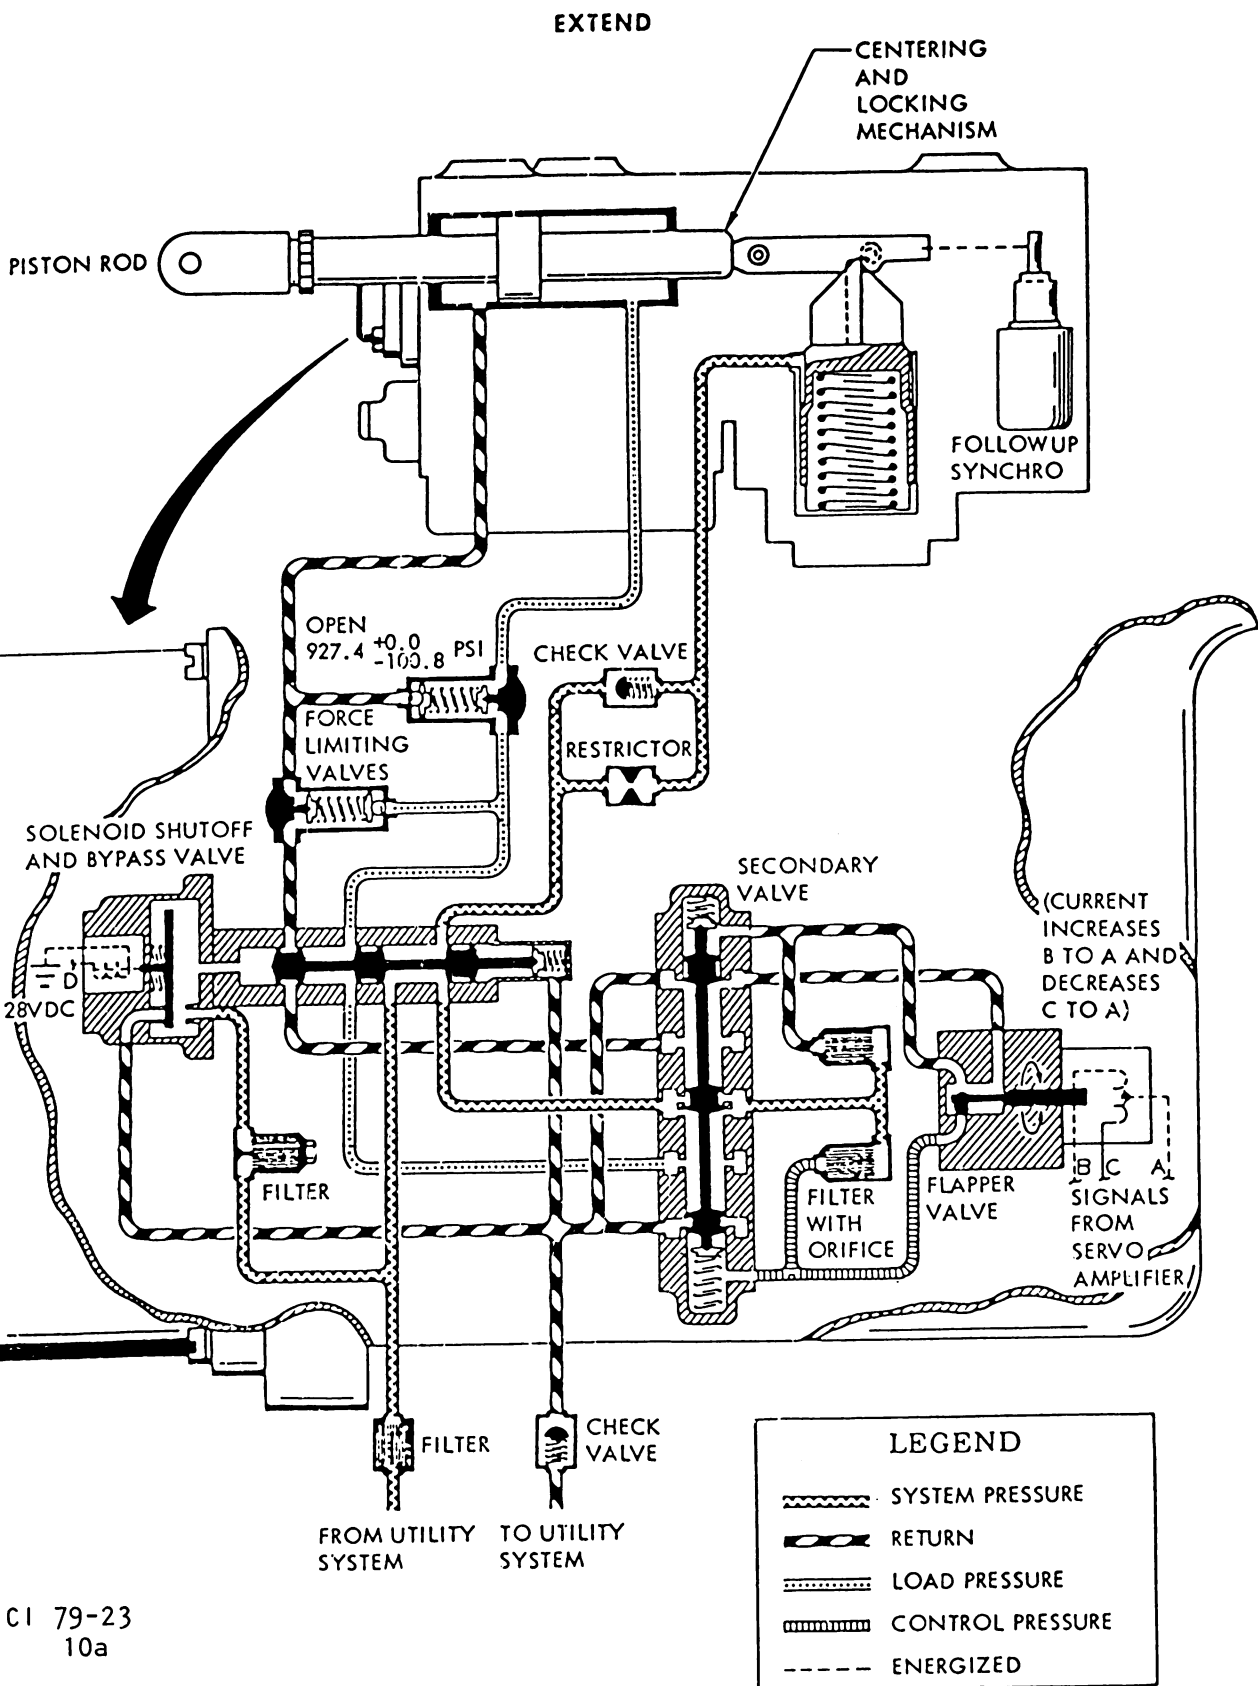 EXTEND
CENTERING
AND
LOCKING
MECHANISM
PISTON ROD
FOLLOWUP
SYNCHRO
OPEN
927.4 +0.0 -100.8 PSI
CHECK VALVE
FORCE
LIMITING
VALVES
RESTRICTOR
SOLENOID SHUTOFF
AND BYPASS VALVE
SECONDARY
VALVE
(CURRENT
INCREASES
B TO A AND
DECREASES
C TO A)
D
28VDC
FILTER
FILTER
WITH
ORIFICE
FLAPPER
VALVE
B C A
SIGNALS
FROM
SERVO
AMPLIFIER
FILTER
CHECK
VALVE
FROM UTILITY
SYSTEM
TO UTILITY
SYSTEM
LEGEND
SYSTEM PRESSURE
RETURN
LOAD PRESSURE
CONTROL PRESSURE
ENERGIZED
CI 79-23
10a